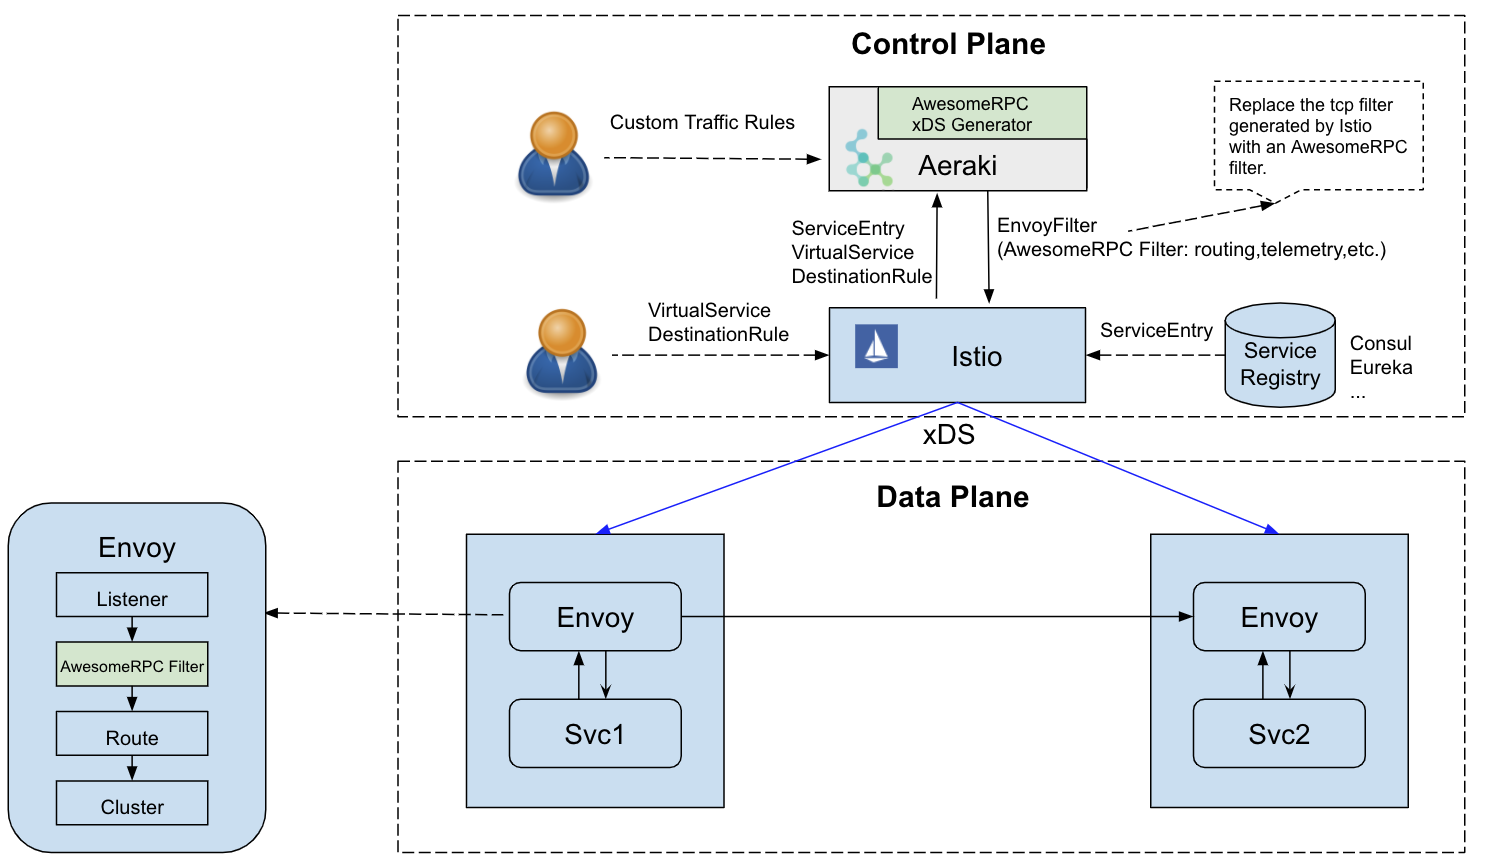 Control Plane
Custom Traffic Rules
AwesomeRPC
xDS Generator
Aeraki
Replace the tcp filter
generated by Istio
with an AwesomeRPC
filter.
ServiceEntry
VirtualService
DestinationRule
EnvoyFilter
(AwesomeRPC Filter: routing,telemetry,etc.)
VirtualService
DestinationRule
Istio
ServiceEntry
Service
Registry
Consul
Eureka
...
xDS
Data Plane
Envoy
Listener
AwesomeRPC Filter
Route
Cluster
Envoy
Svc1
Envoy
Svc2